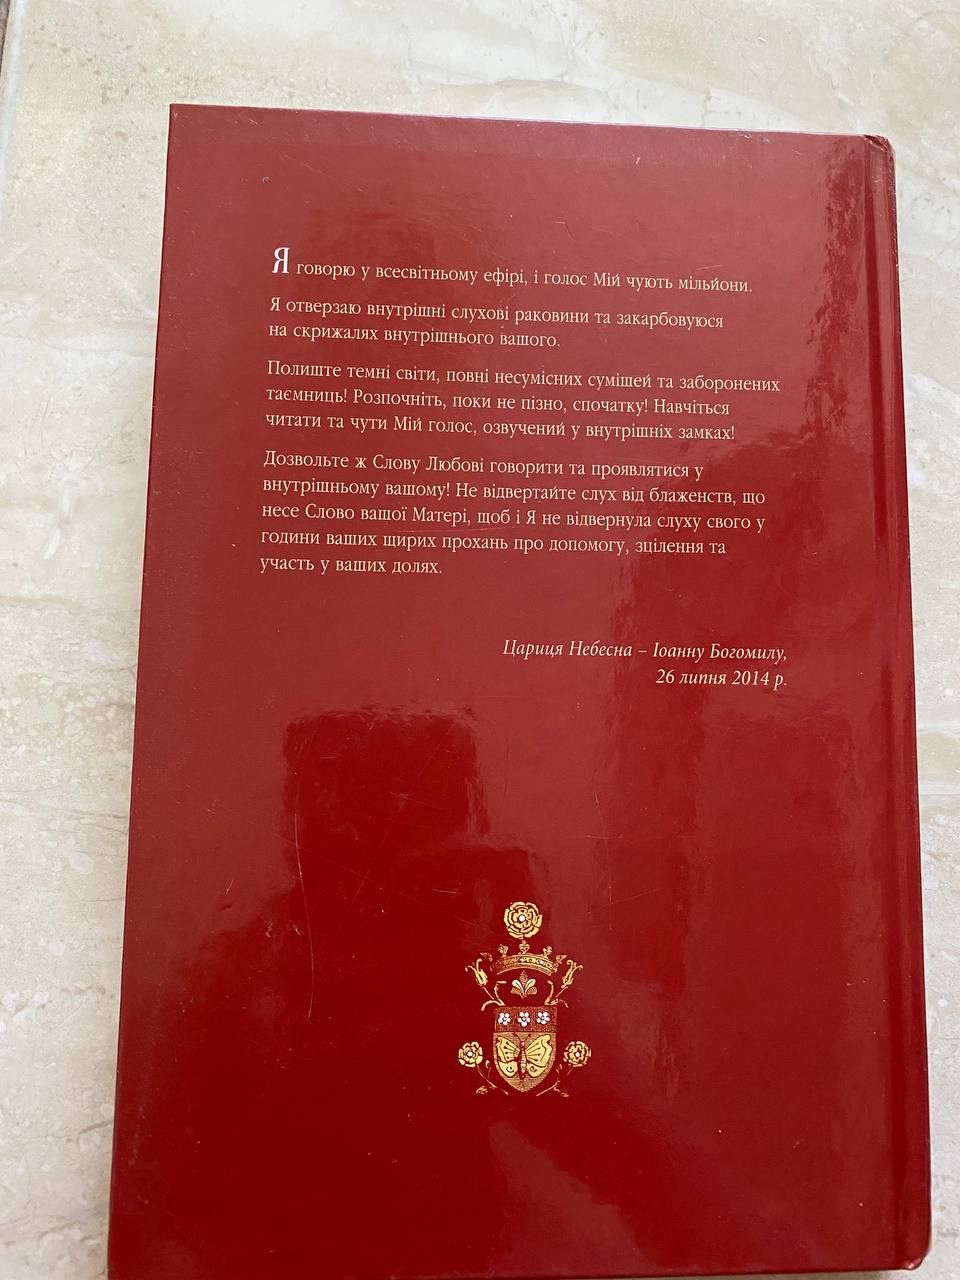 Я говорю у всесвітньому ефірі, і голос Мій чують мільйони.
Я отверзаю внутрішні слухові раковини та закарбовуюся
на скрижалях внутрішнього вашого.
Полиште темні світи, повні несумісних сумішей та заборонених
таємниць! Розпочніть, поки не пізно, спочатку! Навчіться
читати та чути Мій голос, озвучений у внутрішніх замках!
Дозвольте ж Слову Любові говорити та проявлятися у
внутрішньому вашому! Не відвертайте слух від блаженств, що
несе Слово вашої Матері, щоб і Я не відвернула слуху свого у
години ваших щирих прохань про допомогу, зцілення та
участь у ваших долях.
Цариця Небесна – Іоанну Богомилу,
26 липня 2014 р.